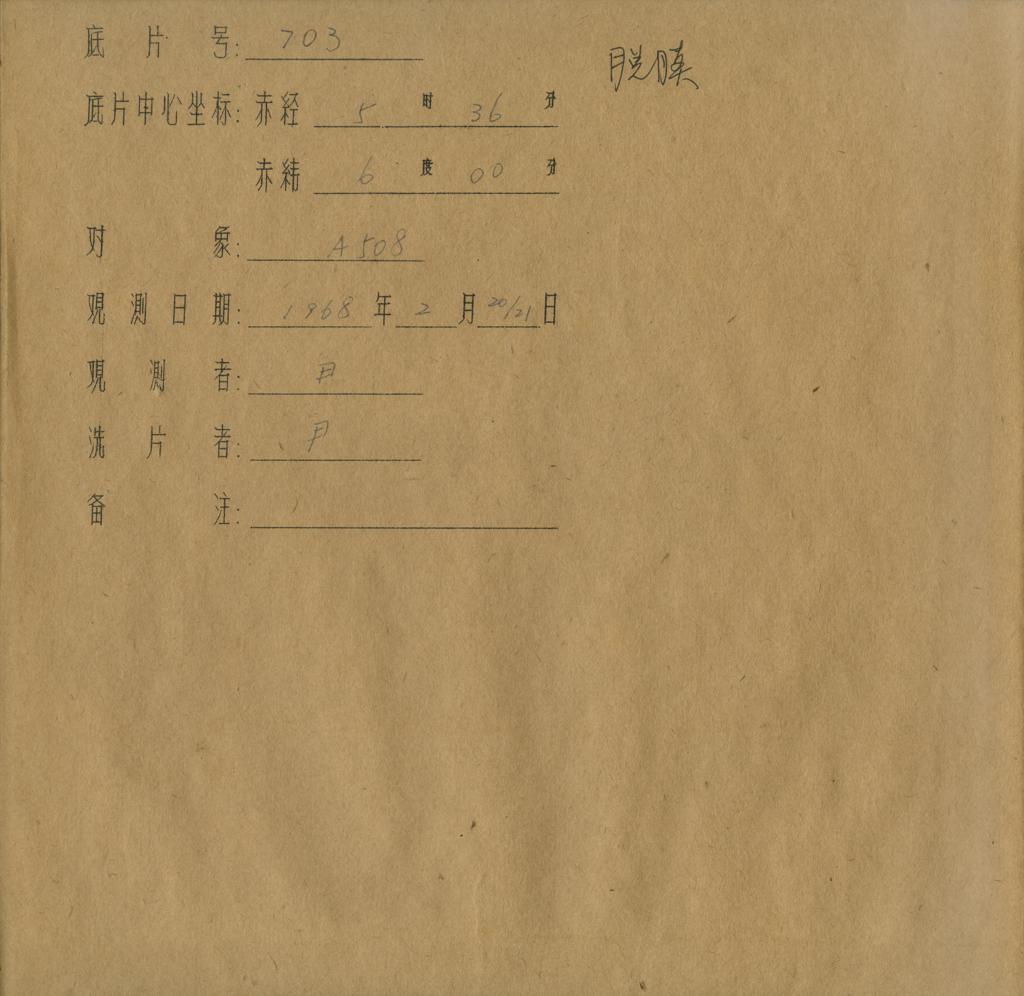 底片号: 703
脱膜
底片中心坐标: 赤经 5 时 36 分
赤纬 6 度 00 分
对象: A508
观测日期: 1968 年 2 月 20/21 日
观测者: 尹
洗片者: 尹
备注: